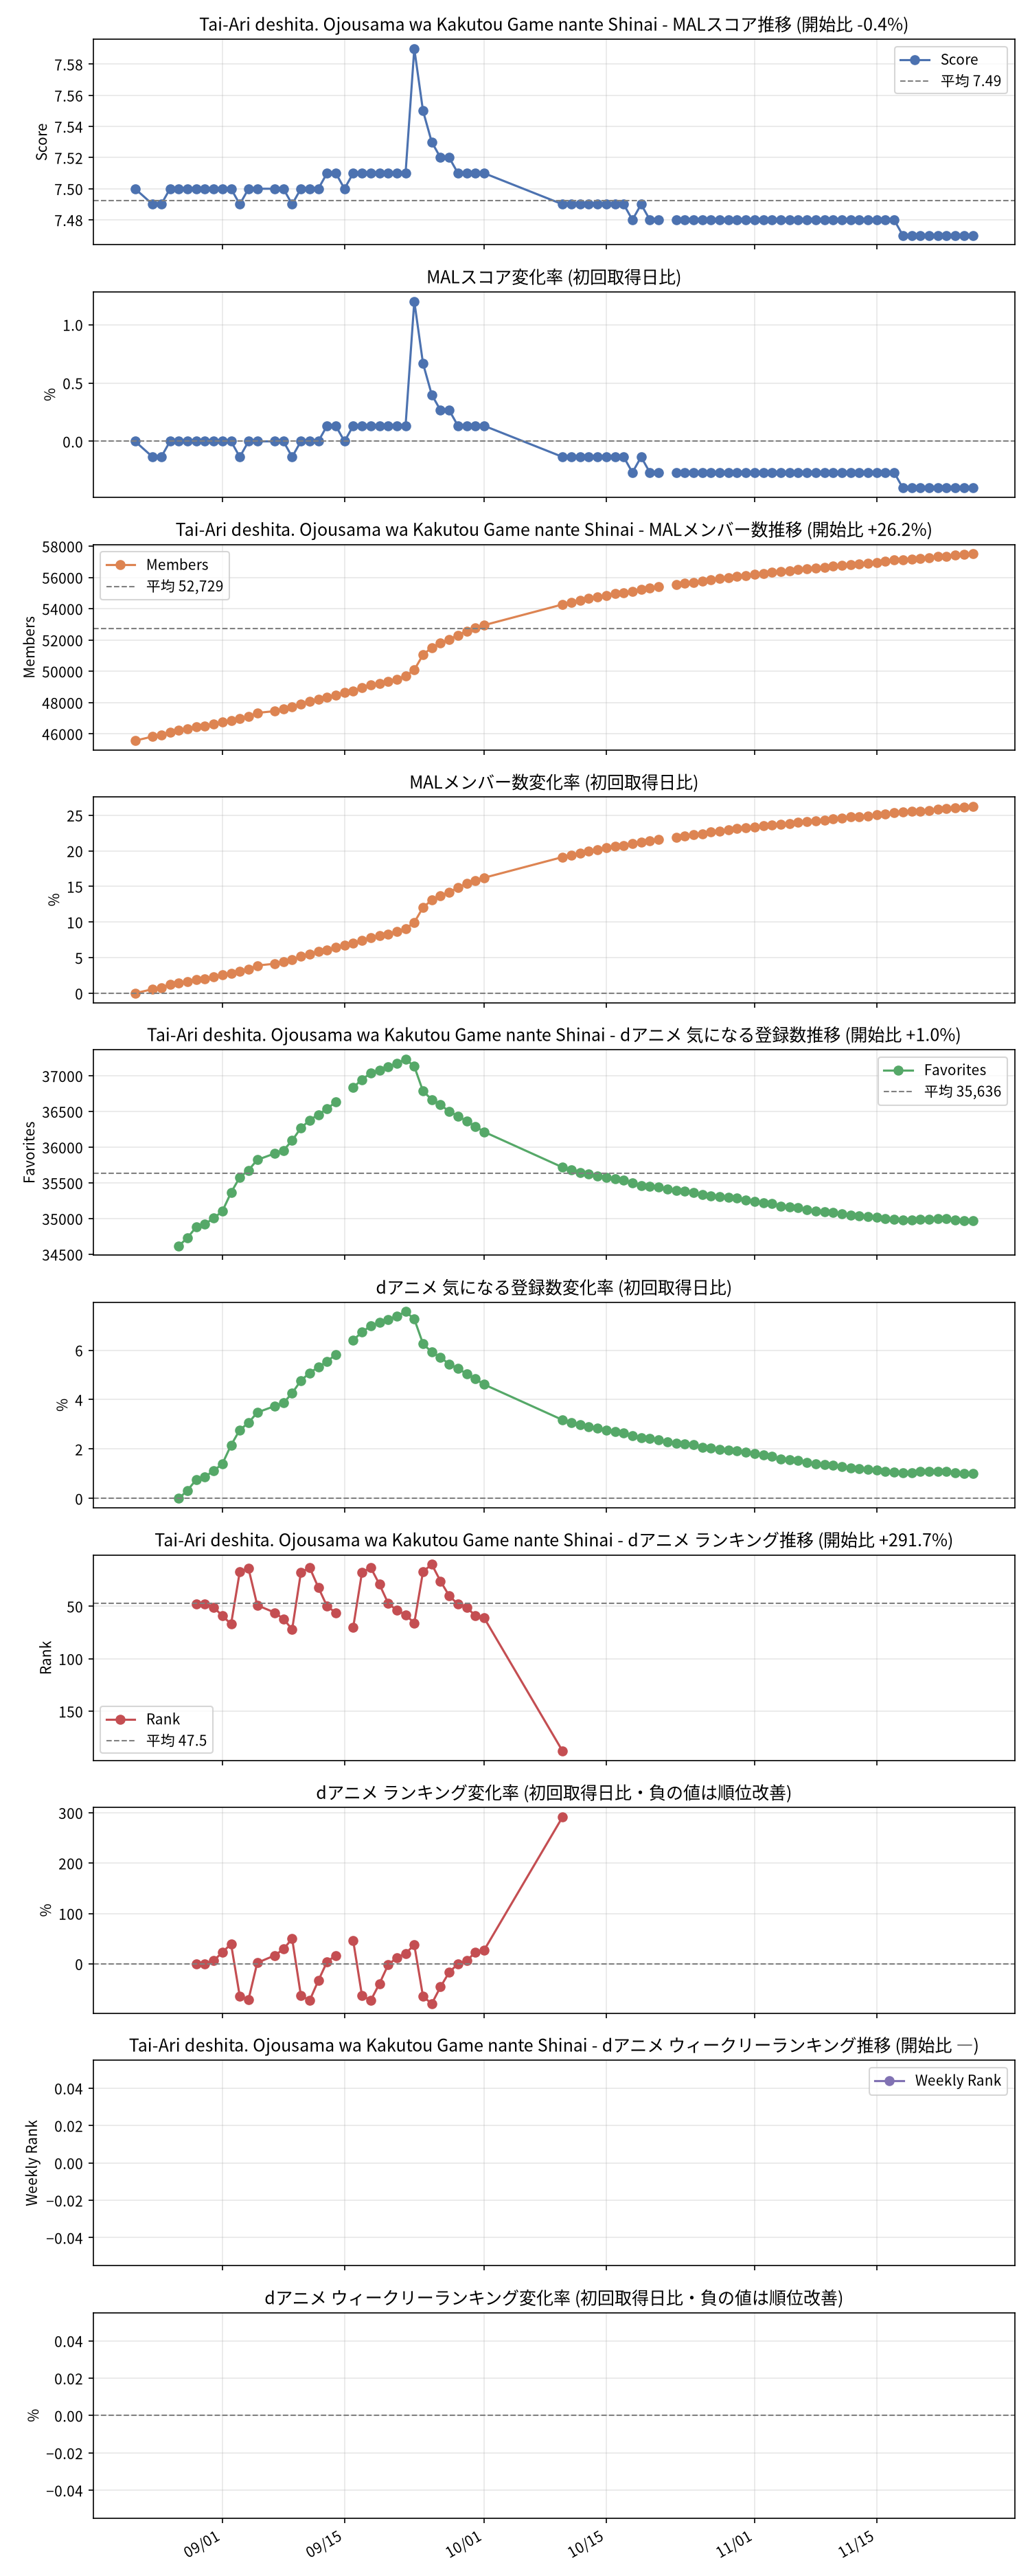 Tai-Ari deshita. Ojousama wa Kakutou Game nante Shinai - MALスコア推移 (開始比 -0.4%)
Score
7.58
7.56
7.54
7.52
7.50
7.48
Score
平均 7.49
MALスコア変化率 (初回取得日比)
%
1.0
0.5
0.0
Tai-Ari deshita. Ojousama wa Kakutou Game nante Shinai - MALメンバー数推移 (開始比 +26.2%)
Members
58000
56000
54000
52000
50000
48000
46000
Members
平均 52,729
MALメンバー数変化率 (初回取得日比)
%
25
20
15
10
5
0
Tai-Ari deshita. Ojousama wa Kakutou Game nante Shinai - dアニメ 気になる登録数推移 (開始比 +1.0%)
Favorites
37000
36500
36000
35500
35000
34500
Favorites
平均 35,636
dアニメ 気になる登録数変化率 (初回取得日比)
%
6
4
2
0
Tai-Ari deshita. Ojousama wa Kakutou Game nante Shinai - dアニメ ランキング推移 (開始比 +291.7%)
Rank
50
100
150
Rank
平均 47.5
dアニメ ランキング変化率 (初回取得日比・負の値は順位改善)
%
300
200
100
0
Tai-Ari deshita. Ojousama wa Kakutou Game nante Shinai - dアニメ ウィークリーランキング推移 (開始比 —)
Weekly Rank
0.04
0.02
0.00
−0.02
−0.04
Weekly Rank
dアニメ ウィークリーランキング変化率 (初回取得日比・負の値は順位改善)
%
0.04
0.02
0.00
−0.02
−0.04
09/01
09/15
10/01
10/15
11/01
11/15